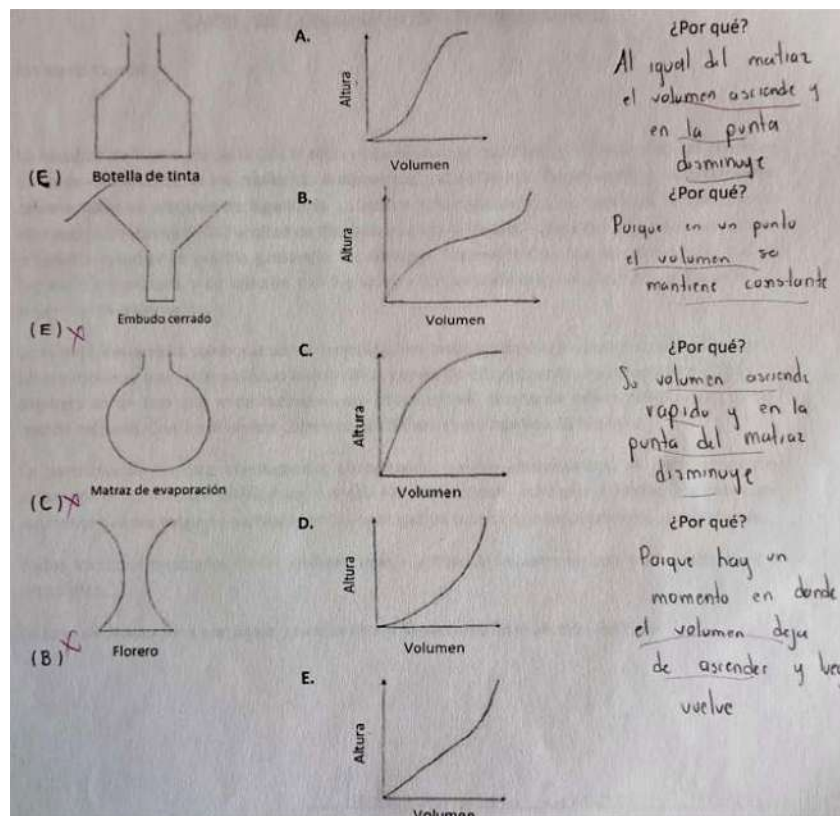 A.
Altura
Volumen
¿Por qué?
Al igual del matraz
el volumen asciende y
en la punta
disminuye
(E) Botella de tinta
B.
Altura
Volumen
¿Por qué?
Porque en un punto
el volumen se
mantiene constante
Embudo cerrado
(E) X
C.
Altura
Volumen
¿Por qué?
Su volumen asciende
rapido y en la
punta del matraz
disminuye
Matraz de evaporación
(C) X
D.
Altura
Volumen
¿Por qué?
Porque hay un
momento en donde
el volumen deja
de ascender y
vuelve
Florero
(B) X
E.
Altura
Volumen